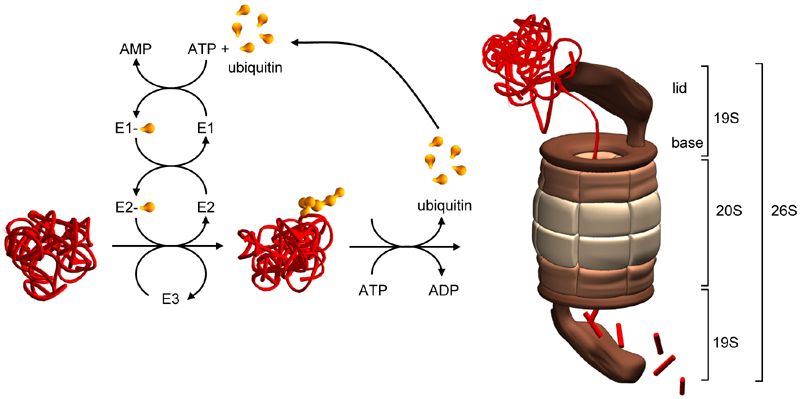 AMP
ATP +
ubiquitin
E1-
E1
E2-
E2
E3
ubiquitin
ATP
ADP
lid
base
19S
20S
26S
19S